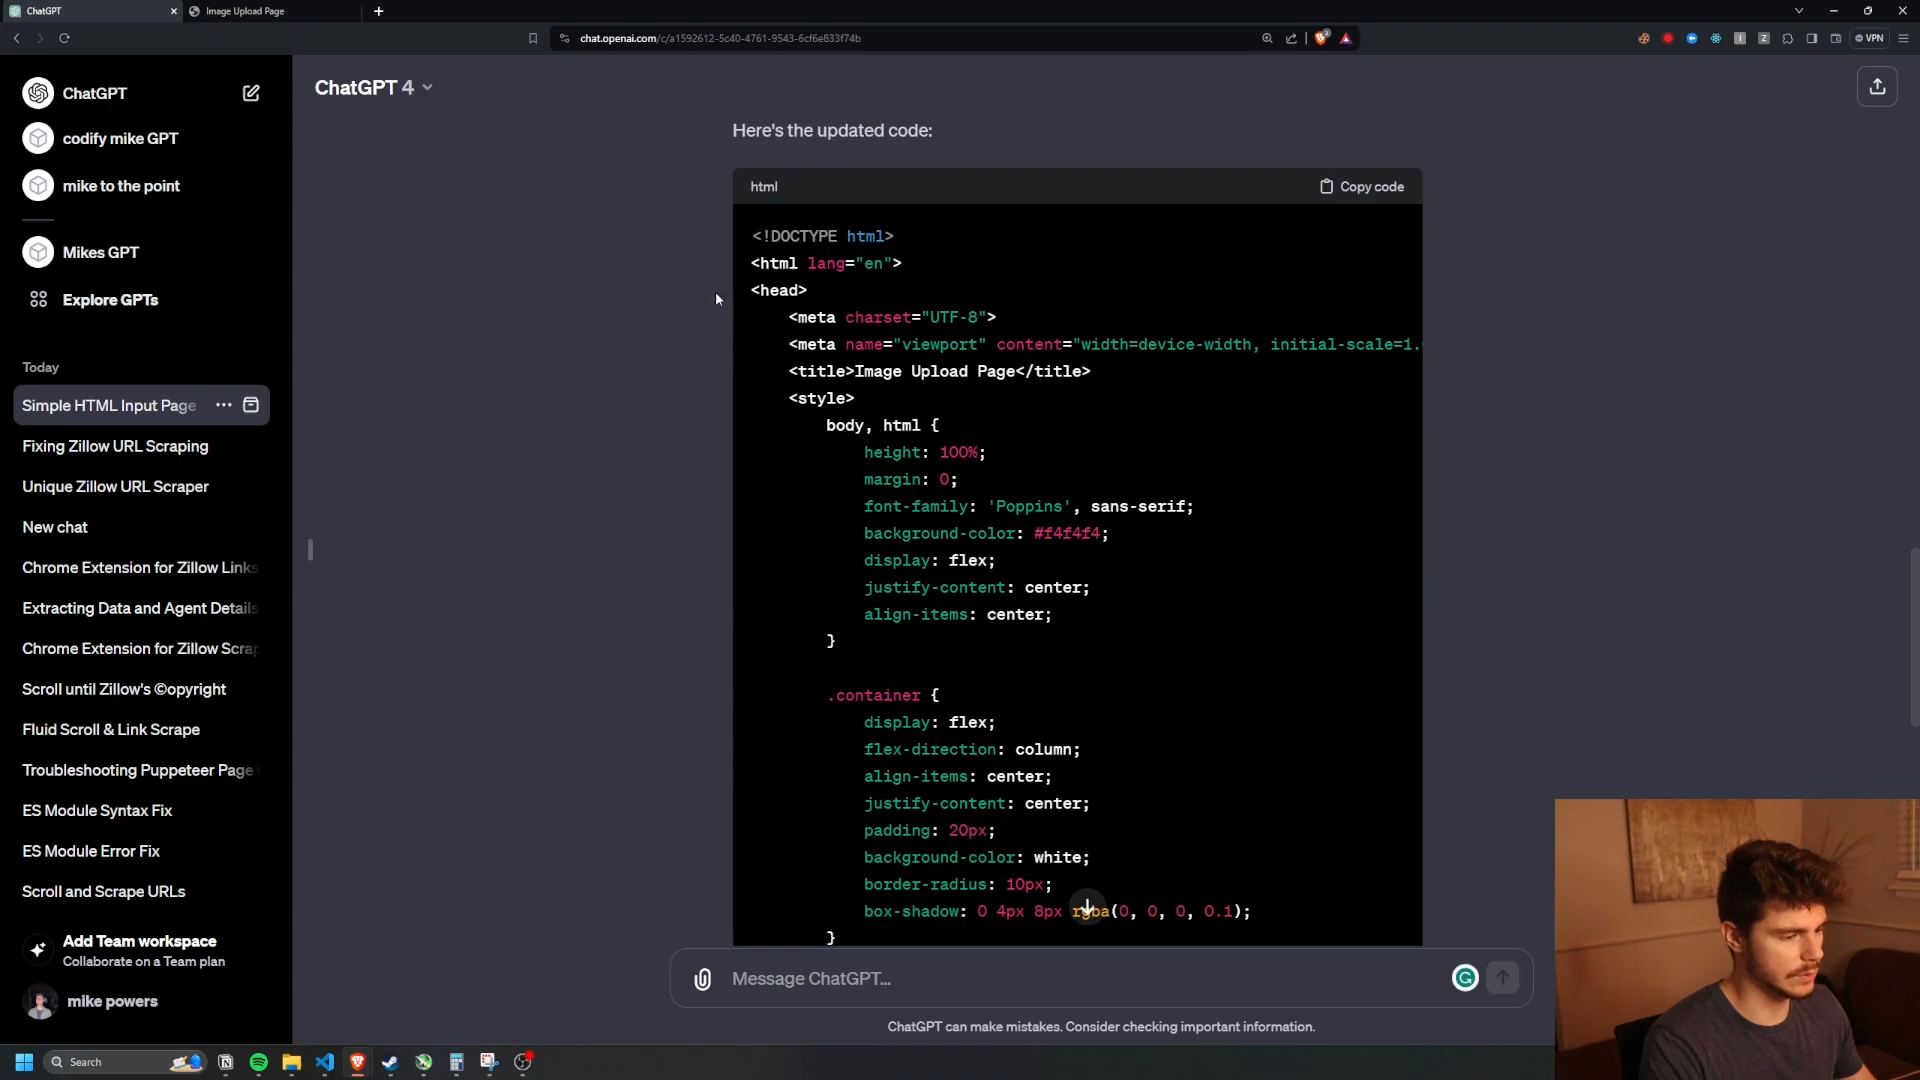 ChatGPT
Image Upload Page
chat.openai.com/c/a1592612-5c40-4761-9543-6cf6e833f74b
VPN
ChatGPT
codify mike GPT
mike to the point
Mikes GPT
Explore GPTs
Today
Simple HTML Input Page
Fixing Zillow URL Scraping
Unique Zillow URL Scraper
New chat
Chrome Extension for Zillow Links
Extracting Data and Agent Details
Chrome Extension for Zillow Scrap
Scroll until Zillow's ©opyright
Fluid Scroll & Link Scrape
Troubleshooting Puppeteer Page
ES Module Syntax Fix
ES Module Error Fix
Scroll and Scrape URLs
Add Team workspace
Collaborate on a Team plan
mike powers
ChatGPT 4
Here's the updated code:
html
Copy code
<!DOCTYPE html>
<html lang="en">
<head>
<meta charset="UTF-8">
<meta name="viewport" content="width=device-width, initial-scale=1.
<title>Image Upload Page</title>
<style>
body, html {
height: 100%;
margin: 0;
font-family: 'Poppins', sans-serif;
background-color: #f4f4f4;
display: flex;
justify-content: center;
align-items: center;
}
.container {
display: flex;
flex-direction: column;
align-items: center;
justify-content: center;
padding: 20px;
background-color: white;
border-radius: 10px;
box-shadow: 0 4px 8px rgba(0, 0, 0, 0.1);
}
Message ChatGPT...
ChatGPT can make mistakes. Consider checking important information.
Search